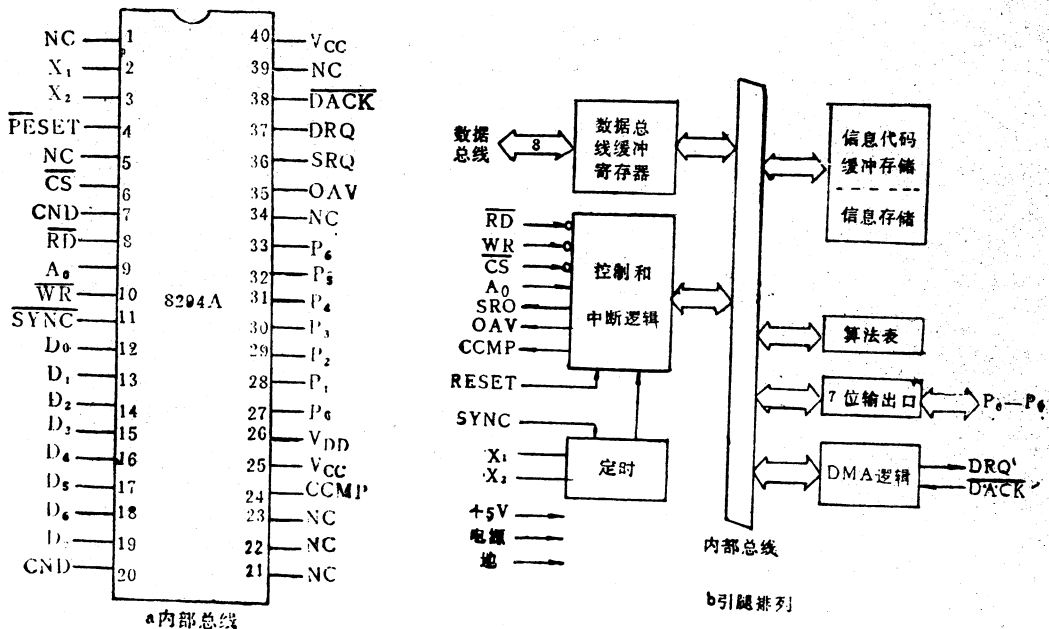 NC 1
X₁ 2
X₂ 3
PESET 4
NC 5
CS 6
CND 7
RD 8
A₀ 9
WR 10
SYNC 11
D₀ 12
D₁ 13
D₂ 14
D₃ 15
D₄ 16
D₅ 17
D₆ 18
D 19
CND 20
8294A
40 VCC
39 NC
38 DACK
37 DRQ
36 SRQ
35 OAV
34 NC
33 P₆
32 P₅
31 P₄
30 P₃
29 P₂
28 P₁
27 P₀
26 VDD
25 VCC
24 CCMP
23 NC
22 NC
21 NC
a内部总线
数据
总线
8
数据总
线缓冲
寄存器
RD
WR
CS
A₀
SRO
OAV
CCMP
RESET
控制和
中断逻辑
SYNC
X₁
X₂
定时
+5V
电源
地
内部总线
信息代码
缓冲存储
信息存储
算法表
7位输出口
P₀—P₆
DMA逻辑
DRQ
DACK
b引腿排列